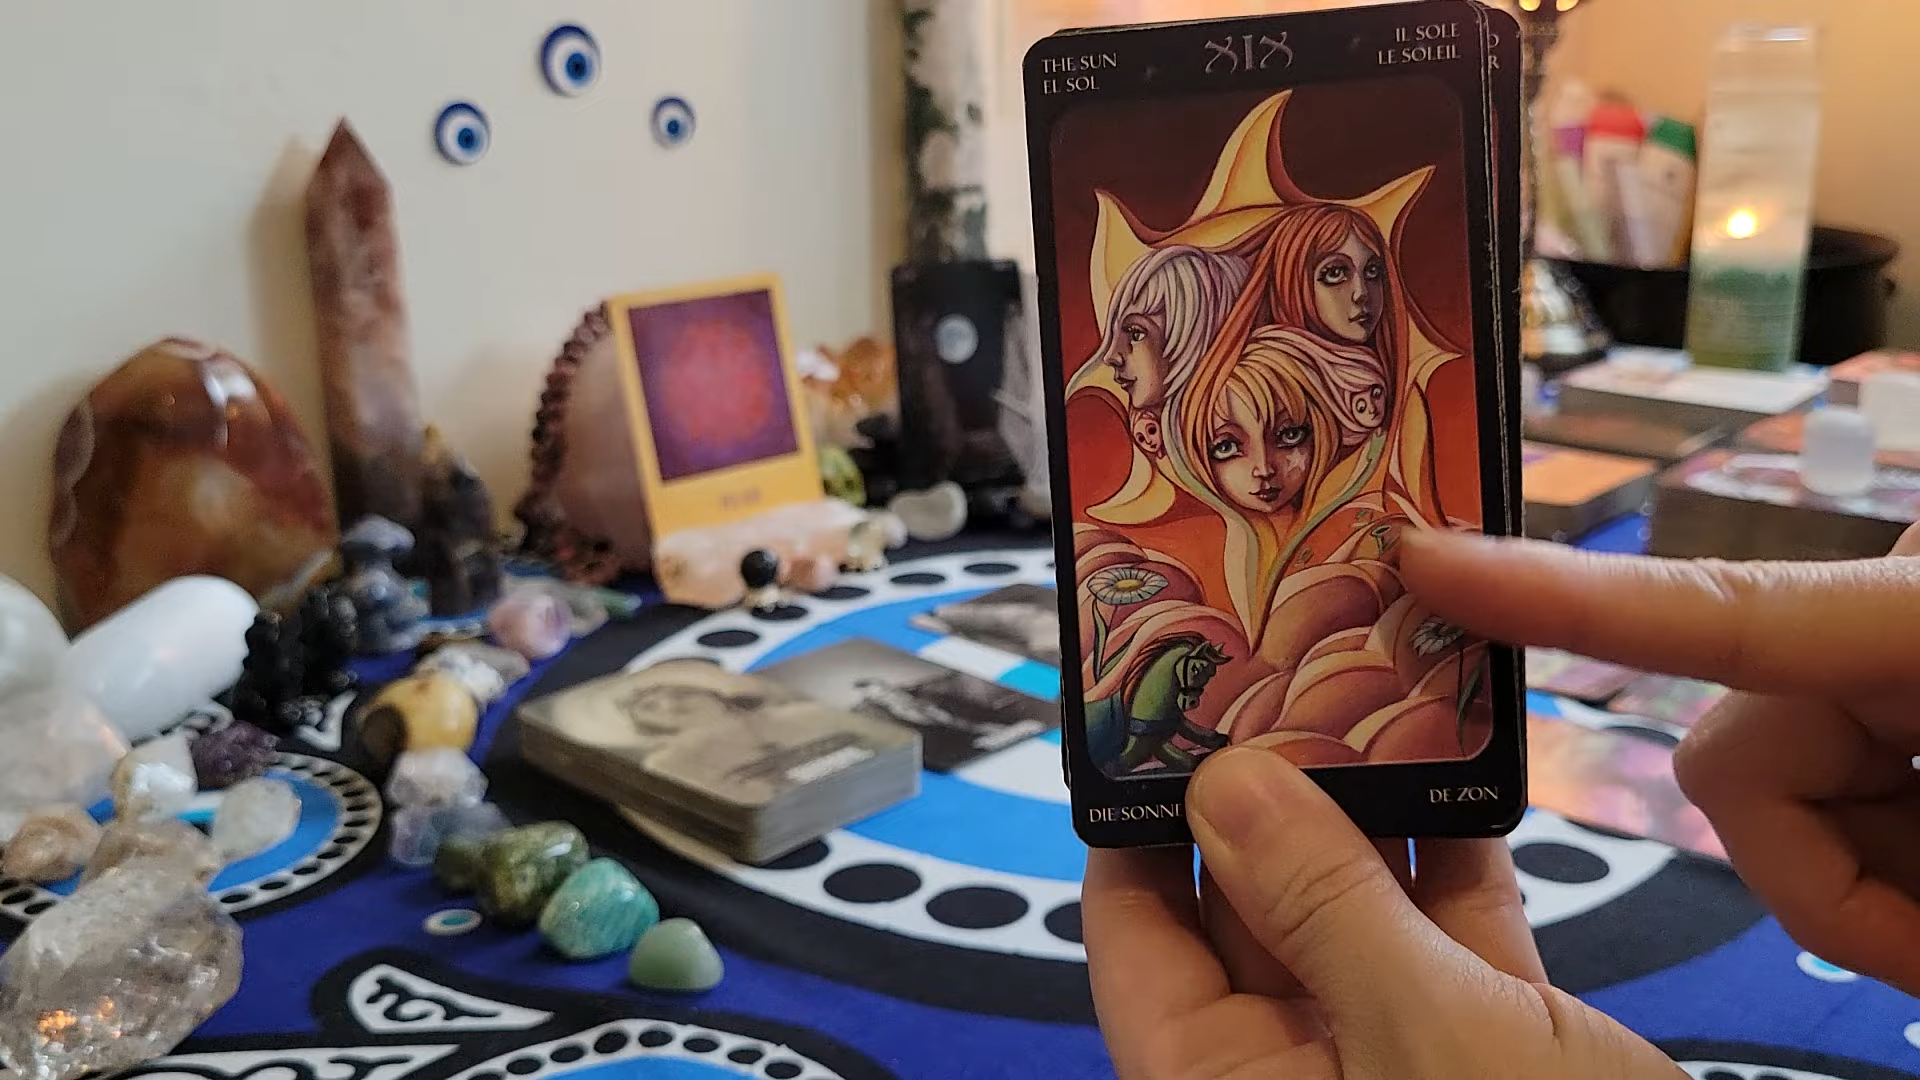 THE SUN
EL SOL
XIX
IL SOLE
LE SOLEIL
R
DIE SONNE
DE ZON